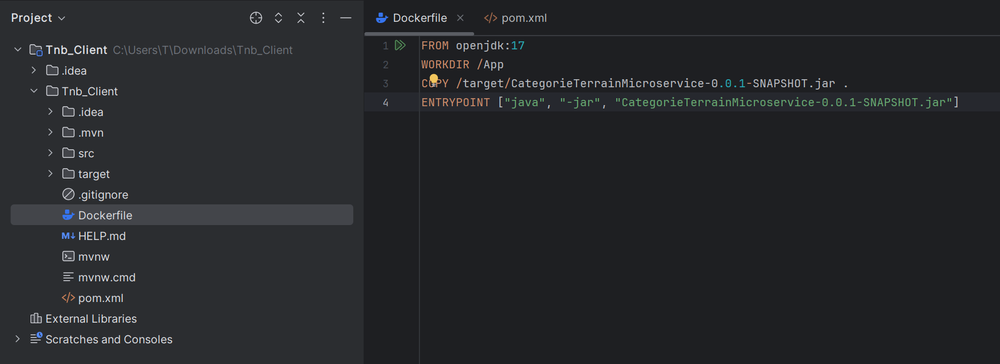 Project
Tnb_Client C:\Users\T\Downloads\Tnb_Client
.idea
Tnb_Client
.idea
.mvn
src
target
.gitignore
Dockerfile
M↓ HELP.md
mvnw
mvnw.cmd
</> pom.xml
External Libraries
Scratches and Consoles
Dockerfile </> pom.xml
1 FROM openjdk:17
2 WORKDIR /App
3 COPY /target/CategorieTerrainMicroservice-0.0.1-SNAPSHOT.jar .
4 ENTRYPOINT ["java", "-jar", "CategorieTerrainMicroservice-0.0.1-SNAPSHOT.jar"]